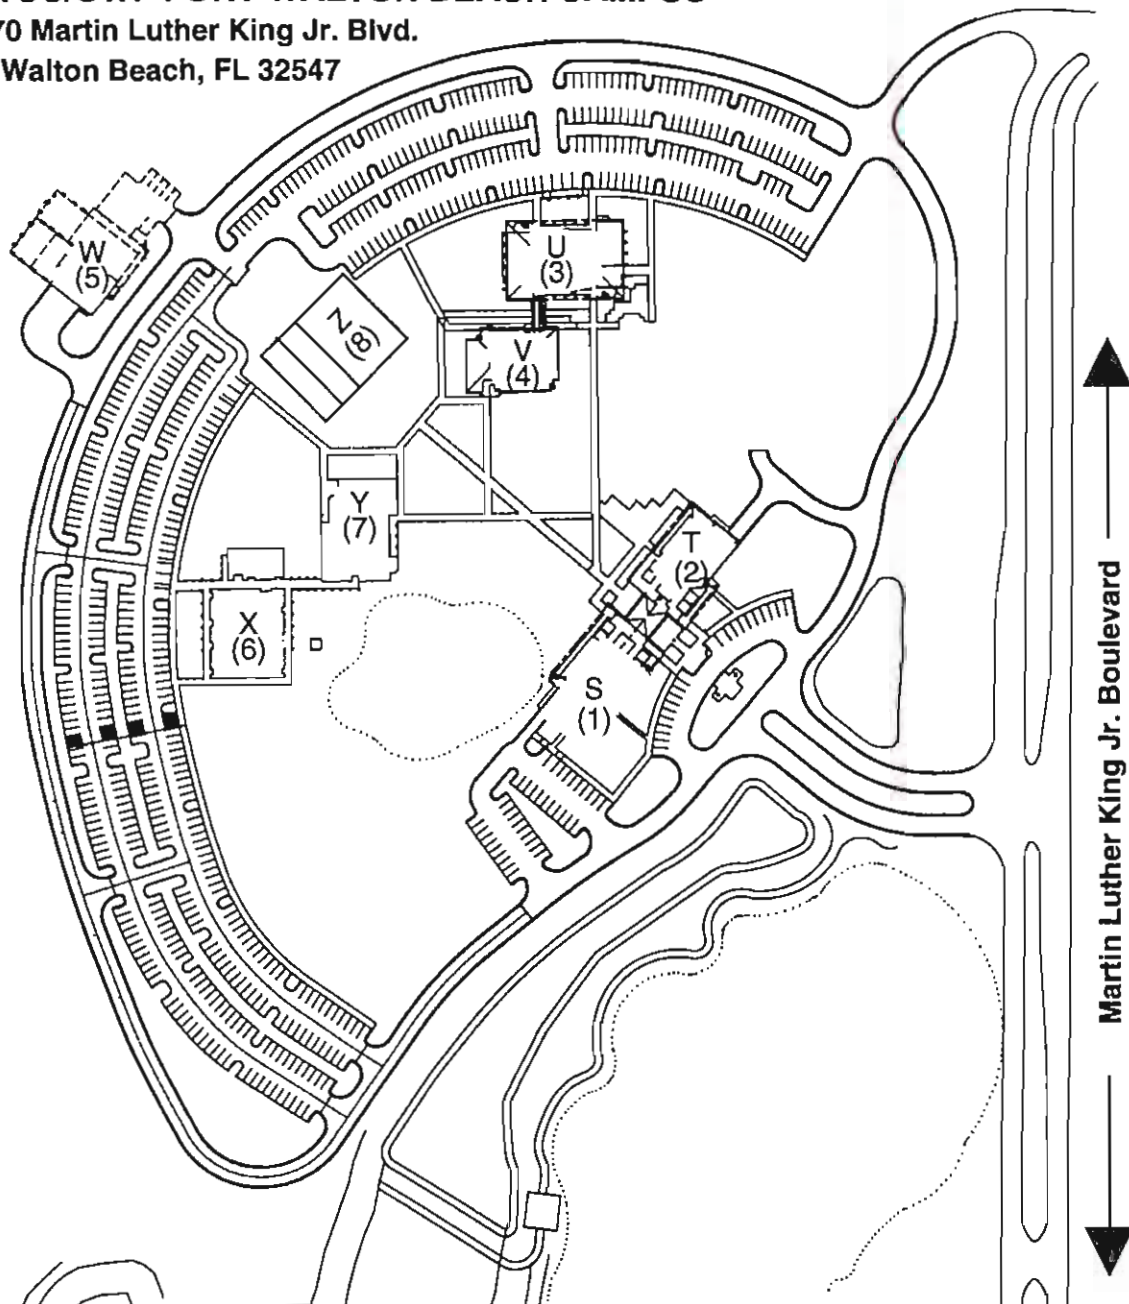 70 Martin Luther King Jr. Blvd.
Walton Beach, FL 32547
W
(5)
U
(3)
Z
(8)
V
(4)
Y
(7)
T
(2)
X
(6)
S
(1)
Martin Luther King Jr. Boulevard